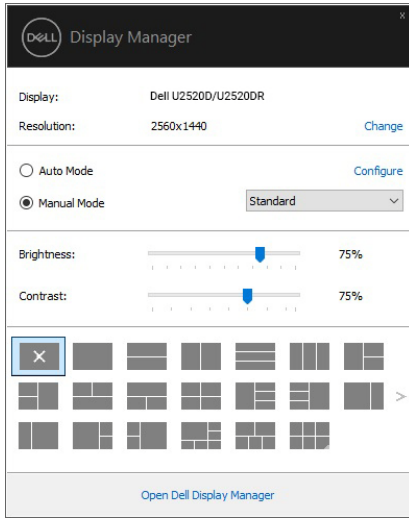 x
DELL Display Manager
Display: Dell U2520D/U2520DR
Resolution: 2560x1440 Change
Auto Mode Configure
Manual Mode Standard
Brightness: 75%
Contrast: 75%
Open Dell Display Manager